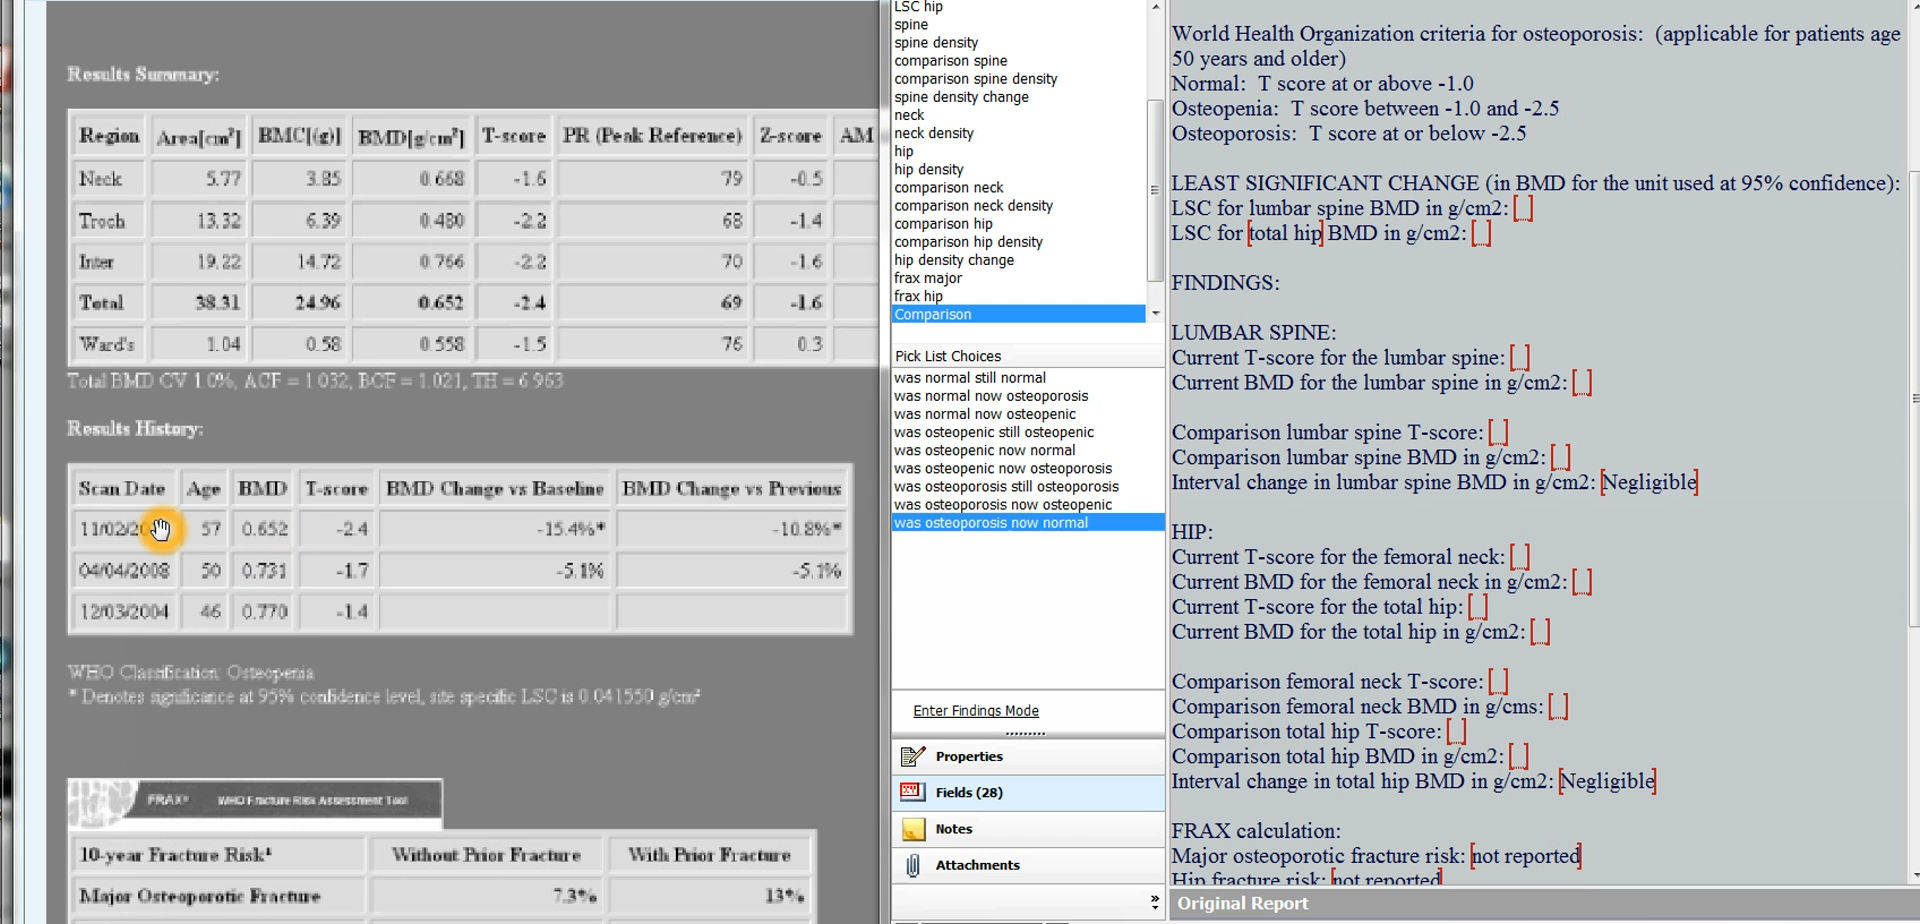 Results Summary:
Region Area[cm²] BMC[(g)] BMD[g/cm²] T-score PR (Peak Reference) Z-score AM
Neck 5.77 3.85 0.668 -1.6 79 -0.5
Troch 13.32 6.39 0.480 -2.2 68 -1.4
Inter 19.22 14.72 0.766 -2.2 70 -1.6
Total 38.31 24.96 0.652 -2.4 69 -1.6
Ward's 1.04 0.58 0.558 -1.5 76 0.3
Total BMD CV 1.0%, ACF = 1.032, BCF = 1.021, TH = 6.963
Results History:
Scan Date Age BMD T-score BMD Change vs Baseline BMD Change vs Previous
11/02/20 57 0.652 -2.4 -15.4%* -10.8%*
04/04/2008 50 0.731 -1.7 -5.1% -5.1%
12/03/2004 46 0.770 -1.4
WHO Classification: Osteopenia
* Denotes significance at 95% confidence level, site specific LSC is 0.041550 g/cm²
FRAX® WHO Fracture Risk Assessment Tool
10-year Fracture Risk¹ Without Prior Fracture With Prior Fracture
Major Osteoporotic Fracture 7.3% 13%
LSC hip
spine
spine density
comparison spine
comparison spine density
spine density change
neck
neck density
hip
hip density
comparison neck
comparison neck density
comparison hip
comparison hip density
hip density change
frax major
frax hip
Comparison
Pick List Choices
was normal still normal
was normal now osteoporosis
was normal now osteopenic
was osteopenic still osteopenic
was osteopenic now normal
was osteopenic now osteoporosis
was osteoporosis still osteoporosis
was osteoporosis now osteopenic
was osteoporosis now normal
Enter Findings Mode
Properties
Fields (28)
Notes
Attachments
World Health Organization criteria for osteoporosis: (applicable for patients age
50 years and older)
Normal: T score at or above -1.0
Osteopenia: T score between -1.0 and -2.5
Osteoporosis: T score at or below -2.5
LEAST SIGNIFICANT CHANGE (in BMD for the unit used at 95% confidence):
LSC for lumbar spine BMD in g/cm2: [...]
LSC for [total hip] BMD in g/cm2: [...]
FINDINGS:
LUMBAR SPINE:
Current T-score for the lumbar spine: [...]
Current BMD for the lumbar spine in g/cm2: [...]
Comparison lumbar spine T-score: [...]
Comparison lumbar spine BMD in g/cm2: [...]
Interval change in lumbar spine BMD in g/cm2: [Negligible]
HIP:
Current T-score for the femoral neck: [...]
Current BMD for the femoral neck in g/cm2: [...]
Current T-score for the total hip: [...]
Current BMD for the total hip in g/cm2: [...]
Comparison femoral neck T-score: [...]
Comparison femoral neck BMD in g/cms: [...]
Comparison total hip T-score: [...]
Comparison total hip BMD in g/cm2: [...]
Interval change in total hip BMD in g/cm2: [Negligible]
FRAX calculation:
Major osteoporotic fracture risk: [not reported]
Hip fracture risk: [not reported]
Original Report